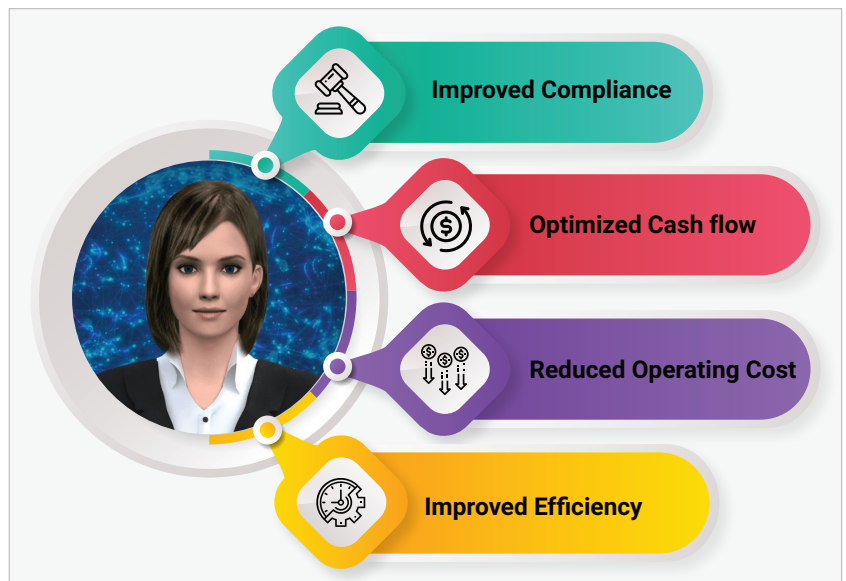 Improved Compliance
Optimized Cash flow
Reduced Operating Cost
Improved Efficiency